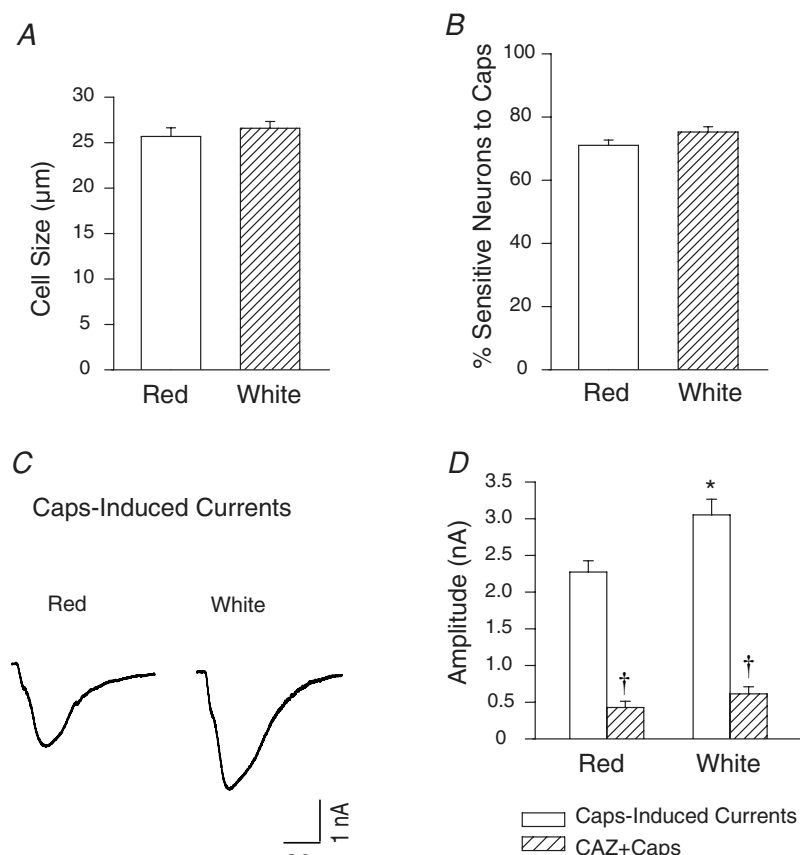 A
Cell Size (µm)
30
25
20
15
10
5
0
Red
White
B
% Sensitive Neurons to Caps
100
80
60
40
20
0
Red
White
C
Caps-Induced Currents
Red
White
1 nA
D
Amplitude (nA)
3.5
3.0
2.5
2.0
1.5
1.0
0.5
0
*
†
†
Red
White
Caps-Induced Currents
CAZ+Caps